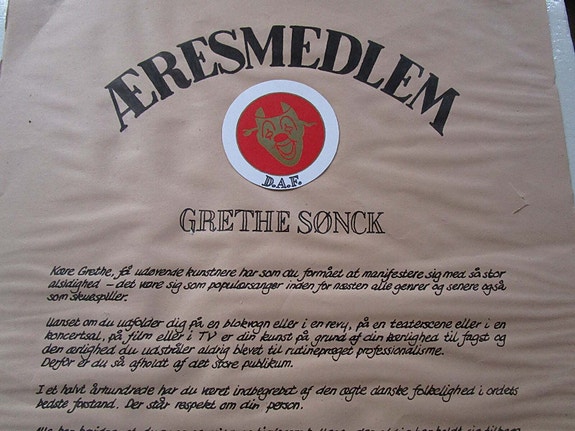 ÆRESMEDLEM
D.A.F.
GRETHE SØNCK
Kære Grethe, få udøvende kunstnere har som du formået at manifestere sig med så stor
alsidighed – det være sig som populærsanger inden for næsten alle genrer og senere også
som skuespiller.
Uanset om du udfolder dig på en blokvogn eller i en revy, på en teaterscene eller i en
koncertsal, på film eller i TV er din kunst på grund af din kærlighed til faget og
den ærlighed du udstråler aldrig blevet til rutinepræget professionalisme.
Derfor er du så afholdt af det store publikum.
I et halvt århundrede har du været indbegrebet af den ægte danske folkelighed i ordets
bedste forstand. Der står respekt om din person.